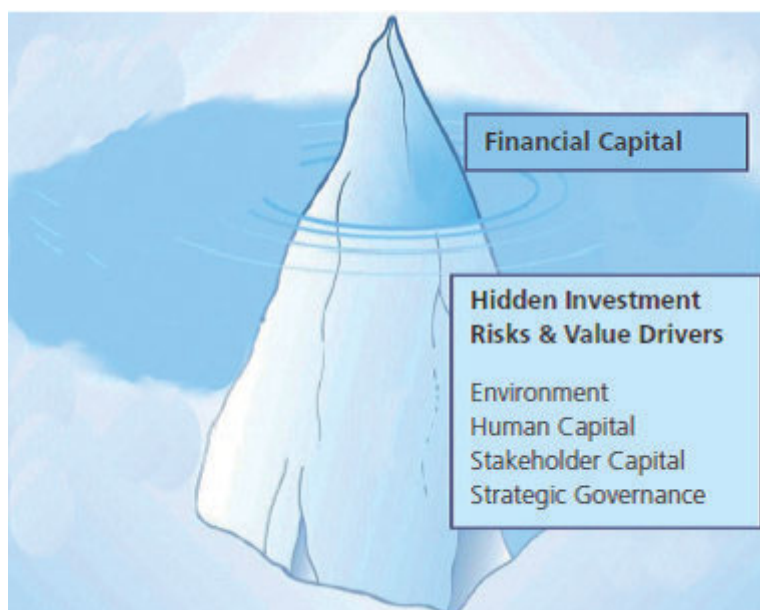 Financial Capital
Hidden Investment
Risks & Value Drivers
Environment
Human Capital
Stakeholder Capital
Strategic Governance